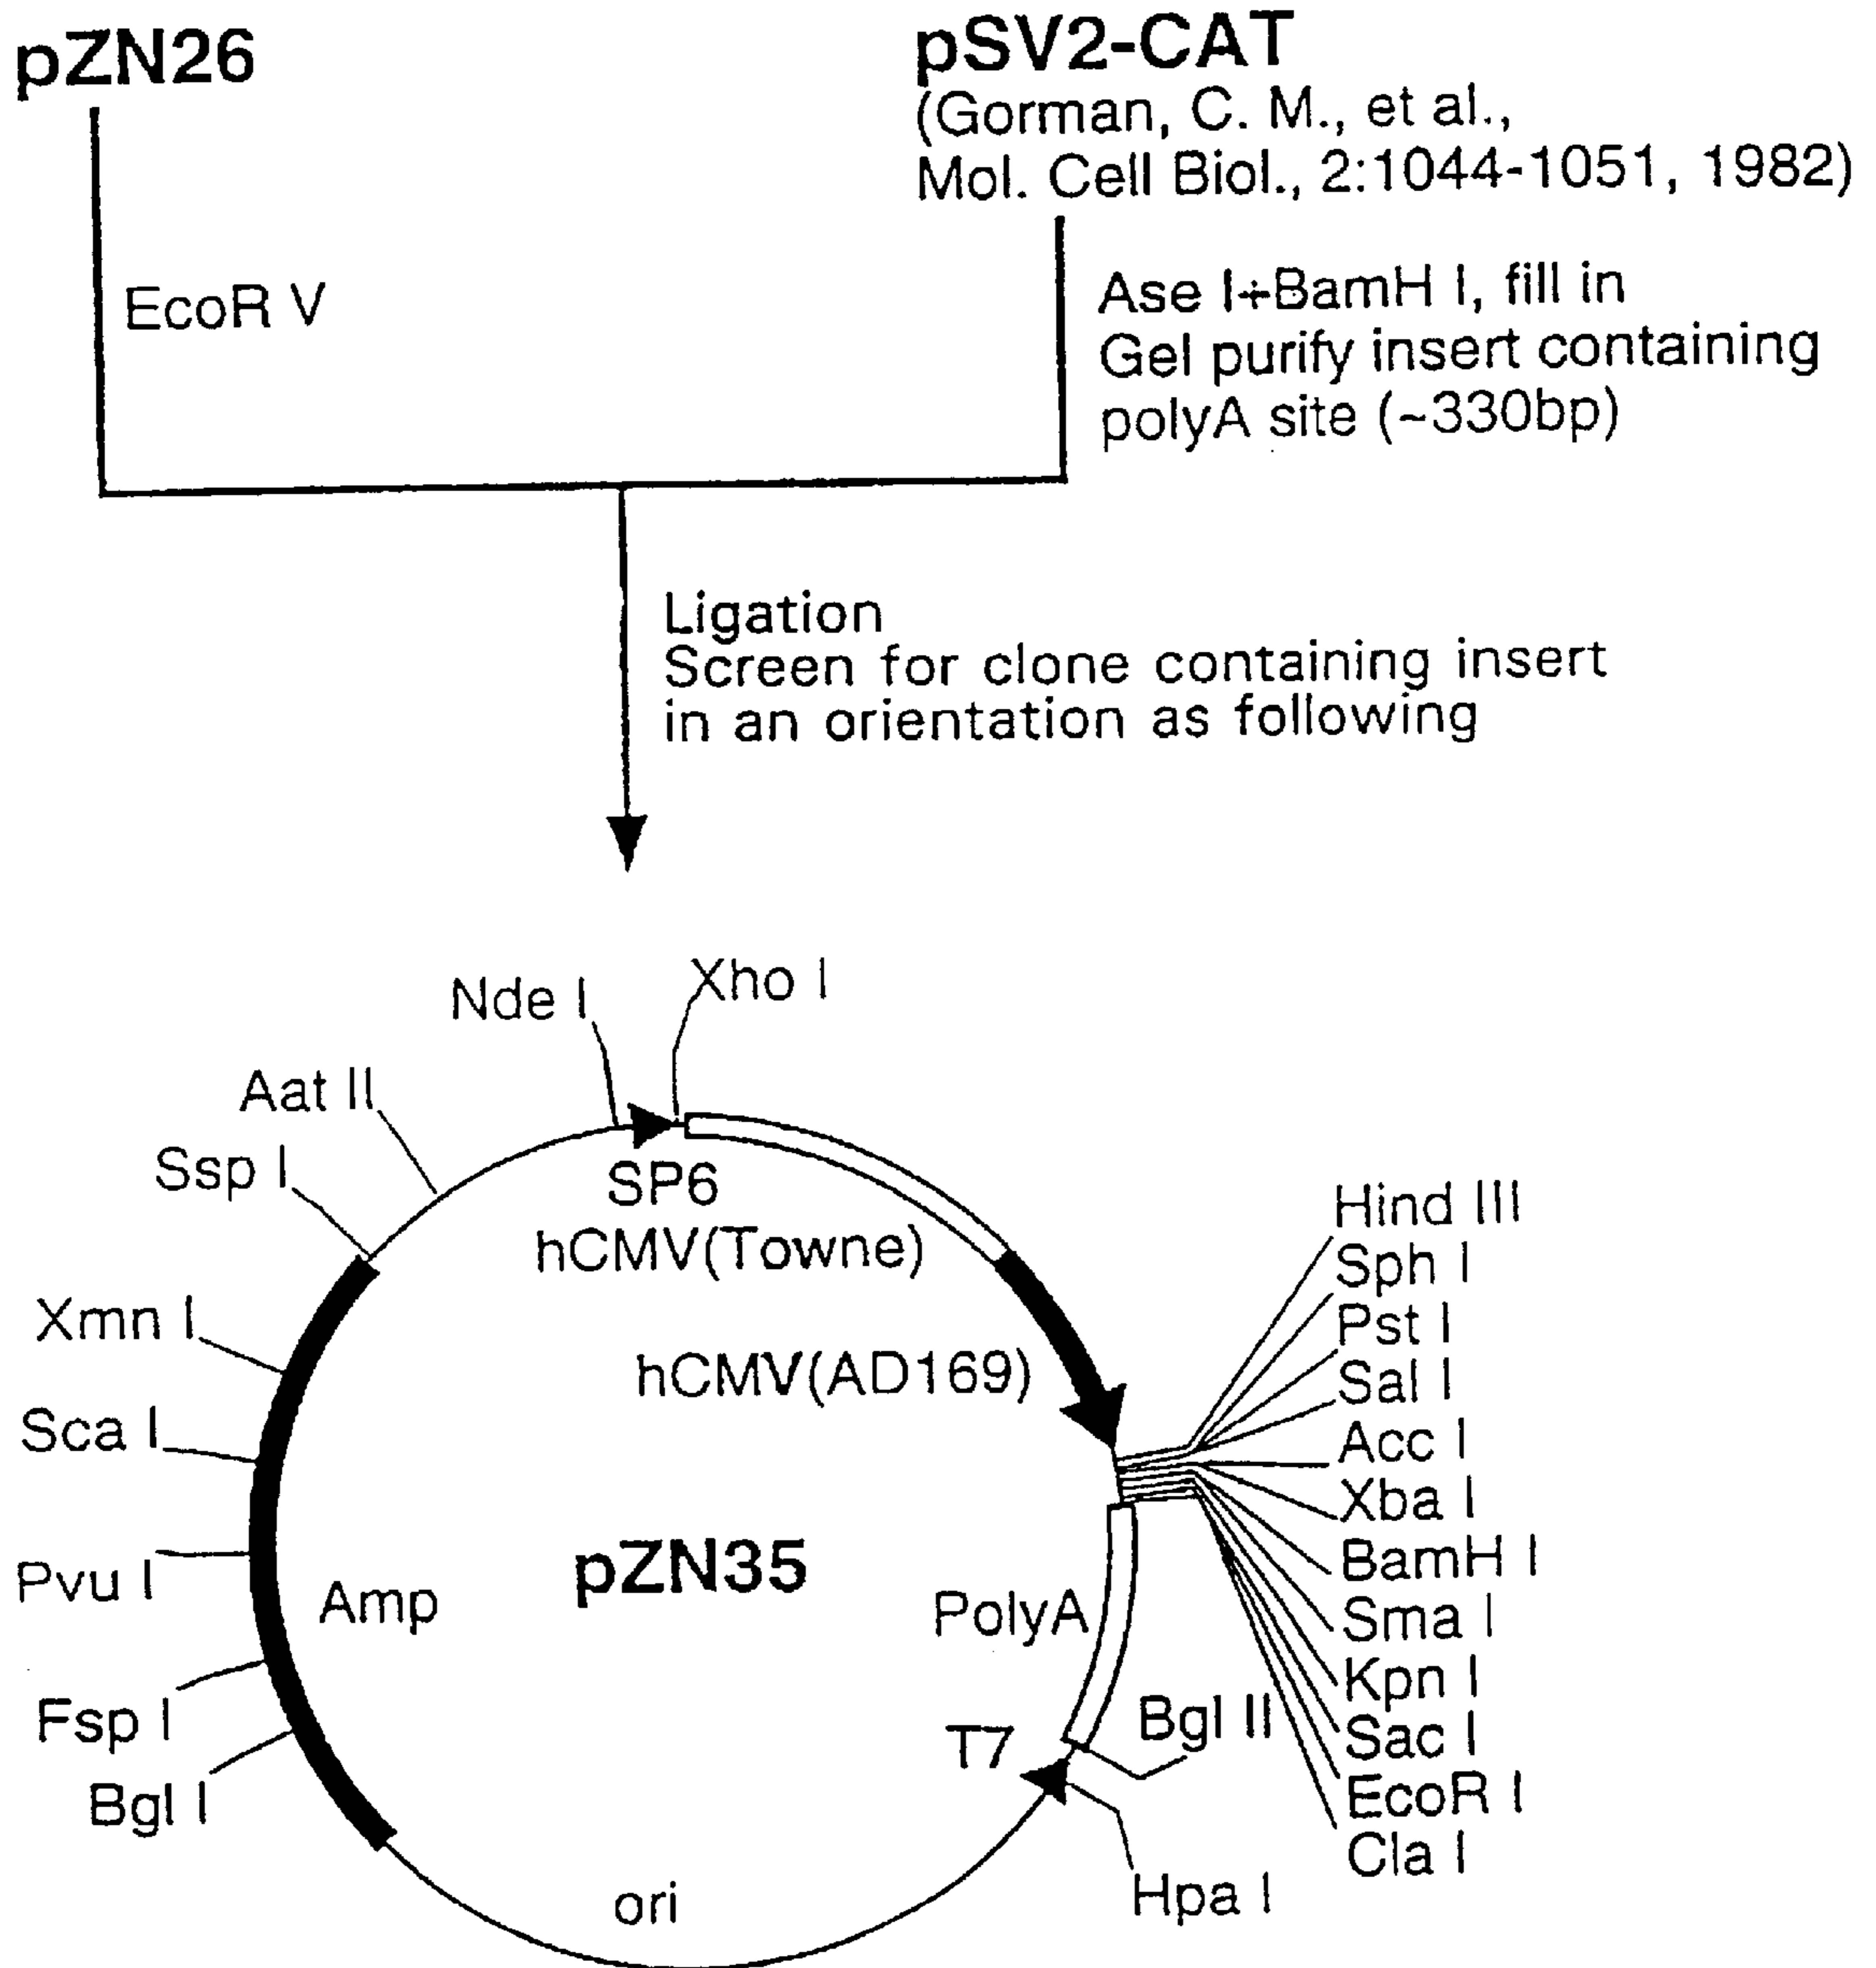 pZN26
pSV2-CAT
(Gorman, C. M., et al.,
Mol. Cell Biol., 2:1044-1051, 1982)
EcoR V
Ase I+BamH I, fill in
Gel purify insert containing
polyA site (~330bp)
Ligation
Screen for clone containing insert
in an orientation as following
Nde I
Xho I
Aat II
Ssp I
SP6
hCMV(Towne)
Hind III
Sph I
Pst I
Xmn I
hCMV(AD169)
Sal I
Sca I
Acc I
Xba I
pZN35
BamH I
Pvu I
Amp
PolyA
Sma I
Kpn I
Fsp I
T7
Bgl II
Sac I
EcoR I
Bgl I
Cla I
ori
Hpa I